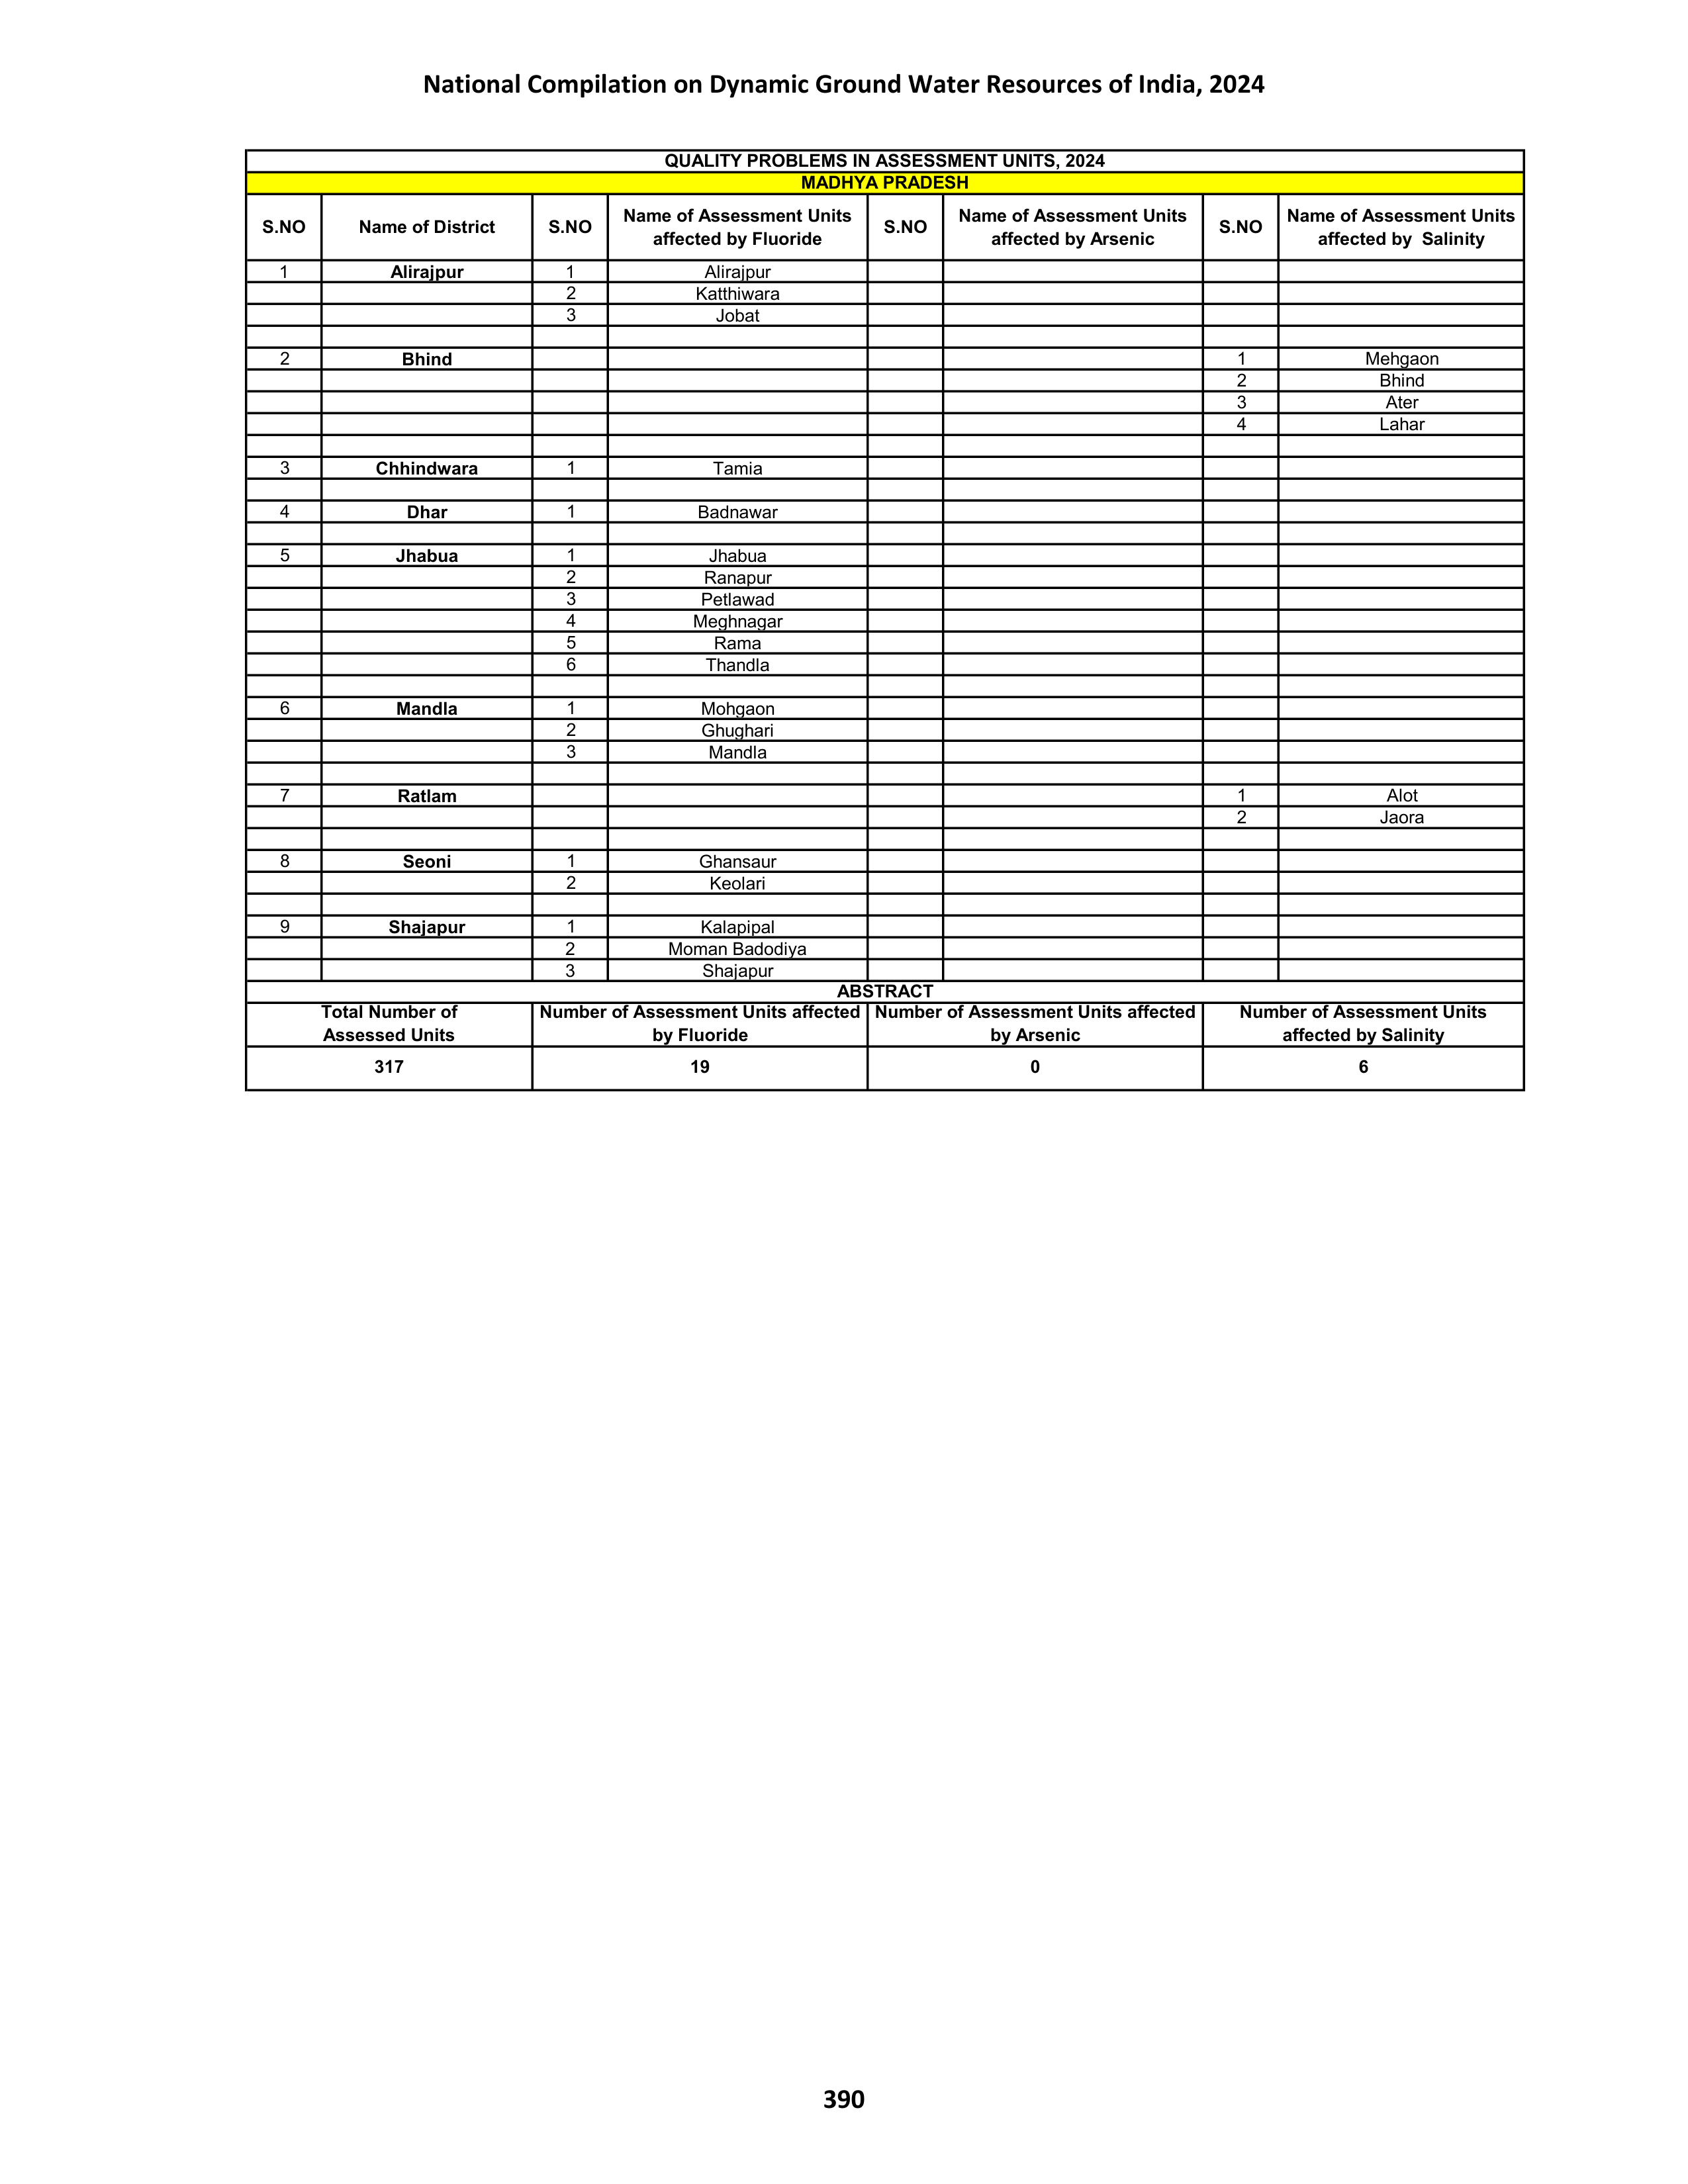 National Compilation on Dynamic Ground Water Resources of India, 2024
QUALITY PROBLEMS IN ASSESSMENT UNITS, 2024
MADHYA PRADESH
S.NO Name of District S.NO Name of Assessment Units affected by Fluoride S.NO Name of Assessment Units affected by Arsenic S.NO Name of Assessment Units affected by Salinity
1 Alirajpur 1 Alirajpur
2 Katthiwara
3 Jobat
2 Bhind 1 Mehgaon
2 Bhind
3 Ater
4 Lahar
3 Chhindwara 1 Tamia
4 Dhar 1 Badnawar
5 Jhabua 1 Jhabua
2 Ranapur
3 Petlawad
4 Meghnagar
5 Rama
6 Thandla
6 Mandla 1 Mohgaon
2 Ghughari
3 Mandla
7 Ratlam 1 Alot
2 Jaora
8 Seoni 1 Ghansaur
2 Keolari
9 Shajapur 1 Kalapipal
2 Moman Badodiya
3 Shajapur
ABSTRACT
Total Number of Assessed Units Number of Assessment Units affected by Fluoride Number of Assessment Units affected by Arsenic Number of Assessment Units affected by Salinity
317 19 0 6
390